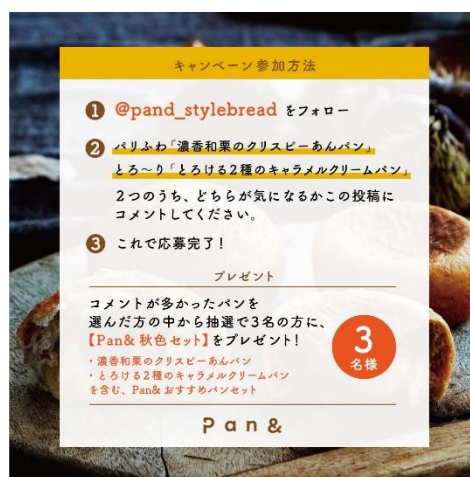 キャンペーン参加方法
1 @pand_stylebread をフォロー
2 パリふわ「濃香和栗のクリスピーあんパン」
とろ〜り「とろける2種のキャラメルクリームパン」
2つのうち、どちらが気になるかこの投稿に
コメントしてください。
3 これで応募完了!
プレゼント
コメントが多かったパンを
選んだ方の中から抽選で3名の方に、
【Pan& 秋色セット】をプレゼント!
・濃香和栗のクリスピーあんパン
・とろける2種のキャラメルクリームパン
を含む、Pan& おすすめパンセット
3
名様
Pan&